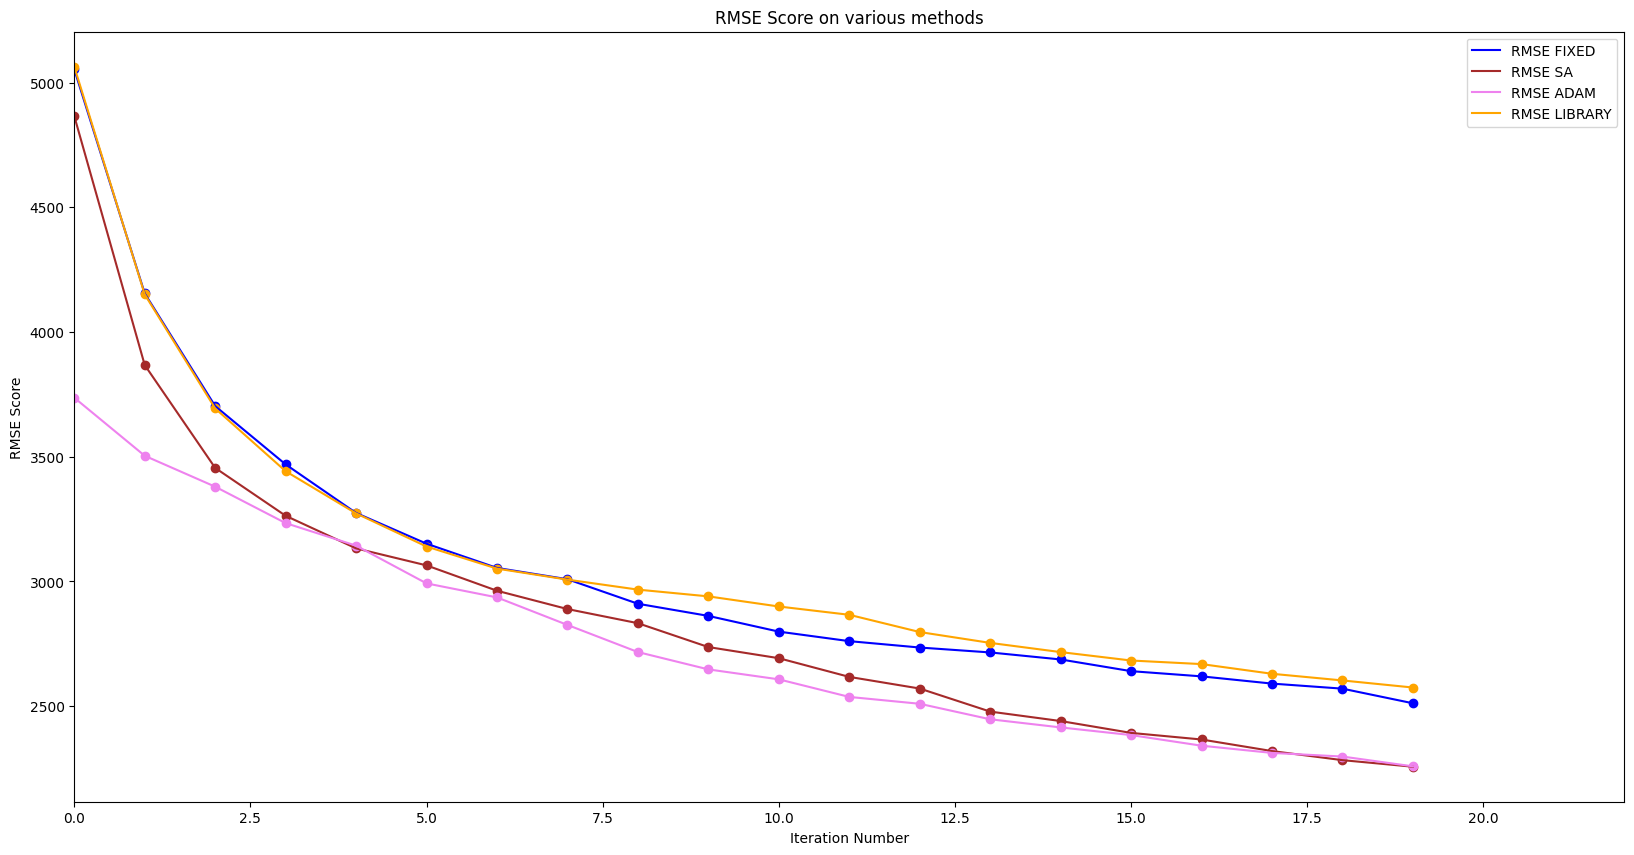 RMSE Score on various methods
RMSE FIXED
RMSE SA
RMSE ADAM
RMSE LIBRARY
5000
4500
4000
3500
3000
2500
RMSE Score
0.0 2.5 5.0 7.5 10.0 12.5 15.0 17.5 20.0
Iteration Number